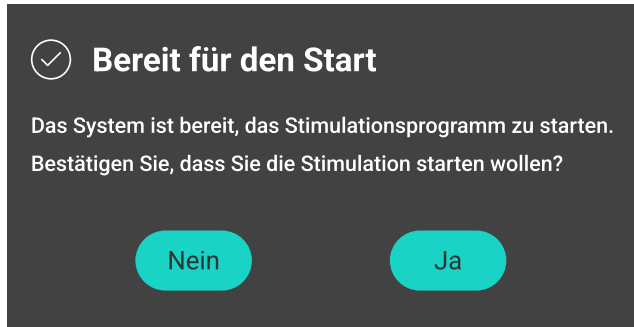 Bereit für den Start
Das System ist bereit, das Stimulationsprogramm zu starten.
Bestätigen Sie, dass Sie die Stimulation starten wollen?
Nein
Ja